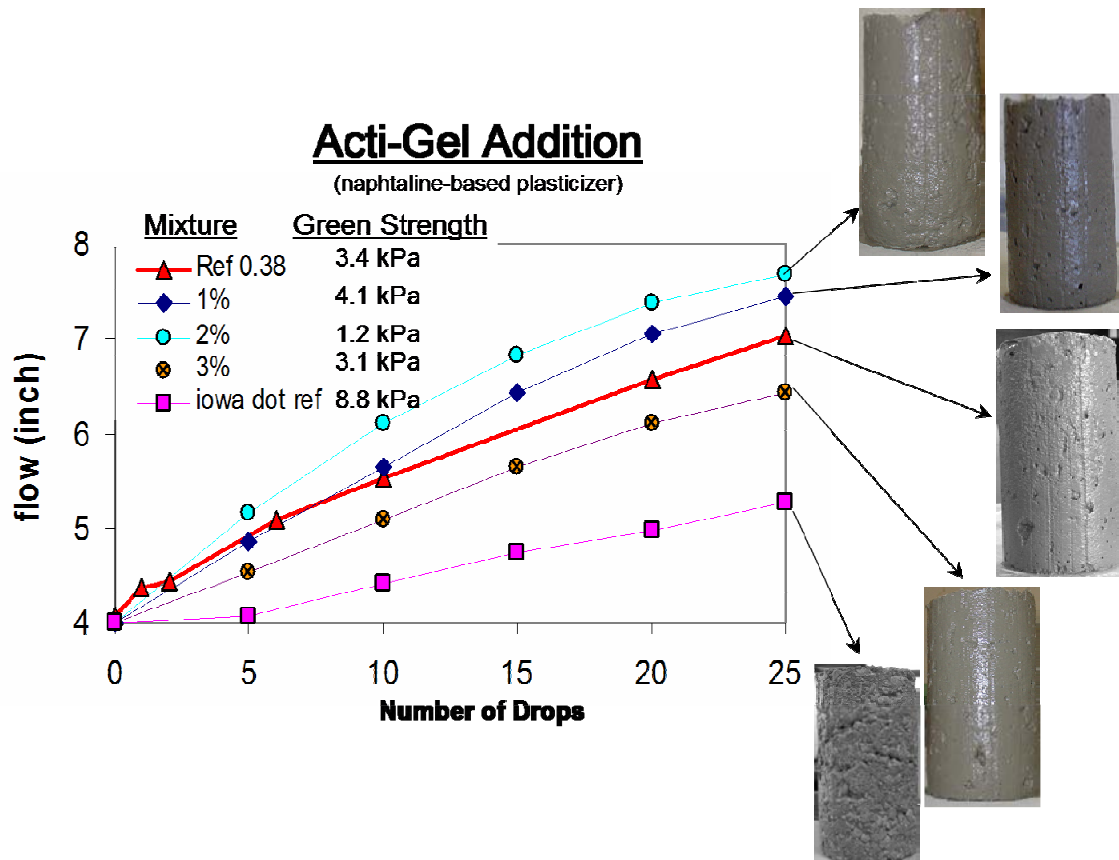 Acti-Gel Addition
(naphtaline-based plasticizer)
Mixture Green Strength
Ref 0.38 3.4 kPa
1% 4.1 kPa
2% 1.2 kPa
3% 3.1 kPa
iowa dot ref 8.8 kPa
flow (inch)
8
7
6
5
4
0 5 10 15 20 25
Number of Drops